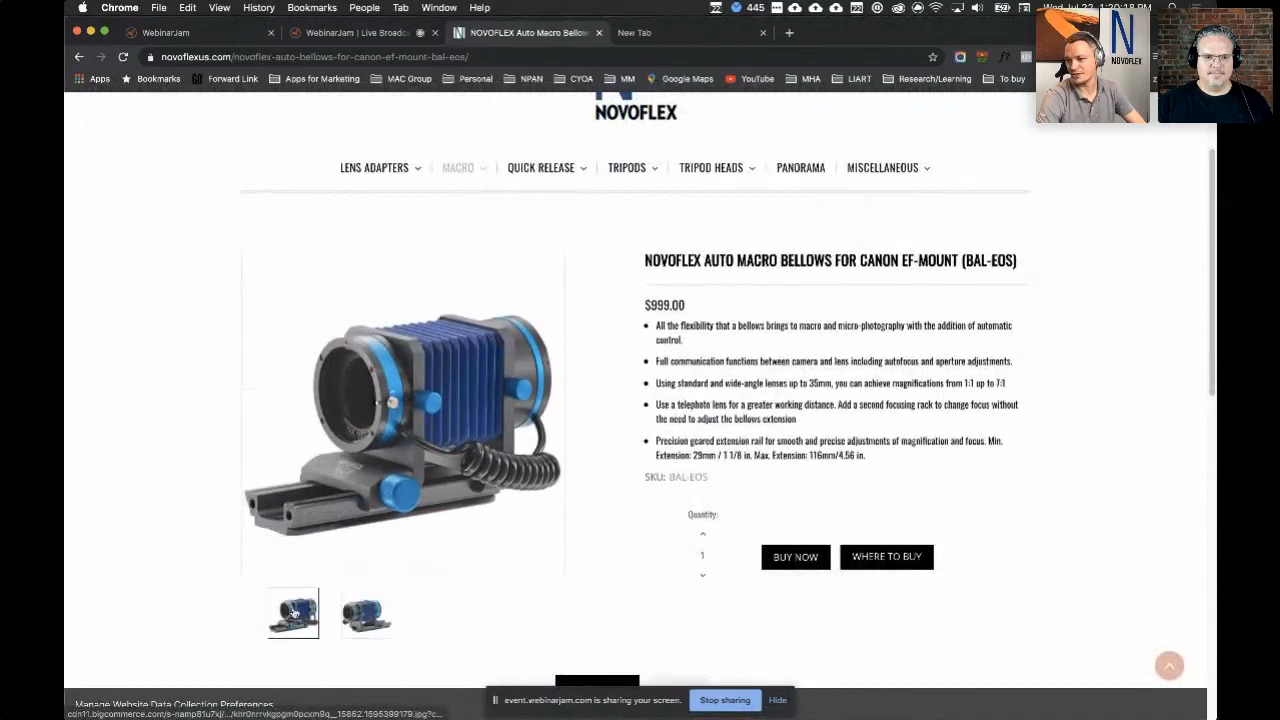 Chrome File Edit View History Bookmarks People Tab Window Help
445
Wed Jul 22 1:20:18 PM
WebinarJam
WebinarJam | Live Broadca
NOVOFLEX Auto Macro Bellow
New Tab
novoflexus.com/novoflex-auto-bellows-for-canon-ef-mount-bal-eos/
Apps Bookmarks Forward Link Apps for Marketing MAC Group Personal NPAN CYOA MM Google Maps YouTube MHA LIART Research/Learning To buy
N
NOVOFLEX
NOVOFLEX
LENS ADAPTERS MACRO QUICK RELEASE TRIPODS TRIPOD HEADS PANORAMA MISCELLANEOUS
NOVOFLEX AUTO MACRO BELLOWS FOR CANON EF-MOUNT (BAL-EOS)
$999.00
All the flexibility that a bellows brings to macro and micro-photography with the addition of automatic
control.
Full communication functions between camera and lens including autofocus and aperture adjustments.
Using standard and wide-angle lenses up to 35mm, you can achieve magnifications from 1:1 up to 7:1
Use a telephoto lens for a greater working distance. Add a second focusing rack to change focus without
the need to adjust the bellows extension
Precision geared extension rail for smooth and precise adjustments of magnification and focus. Min.
Extension: 29mm / 1 1/8 in. Max. Extension: 116mm/4.56 in.
SKU: BAL-EOS
Quantity:
1
BUY NOW
WHERE TO BUY
event.webinarjam.com is sharing your screen.
Stop sharing
Hide
Manage Website Data Collection Preferences